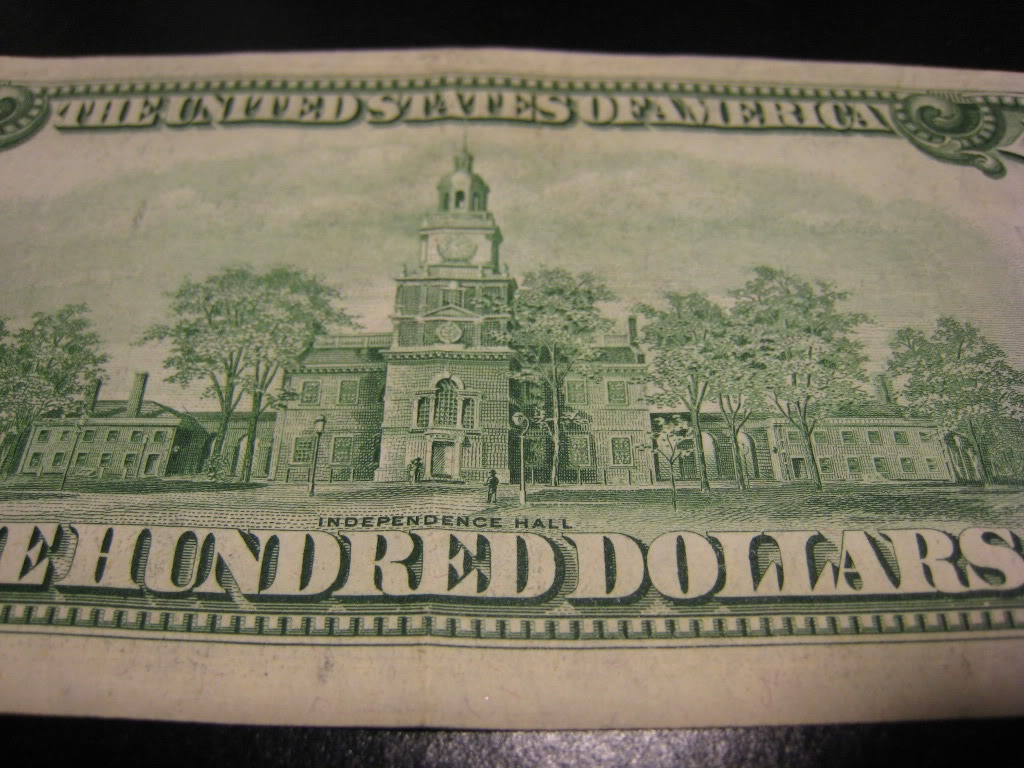 THE UNITED STATES OF AMERICA
INDEPENDENCE HALL
E HUNDRED DOLLARS